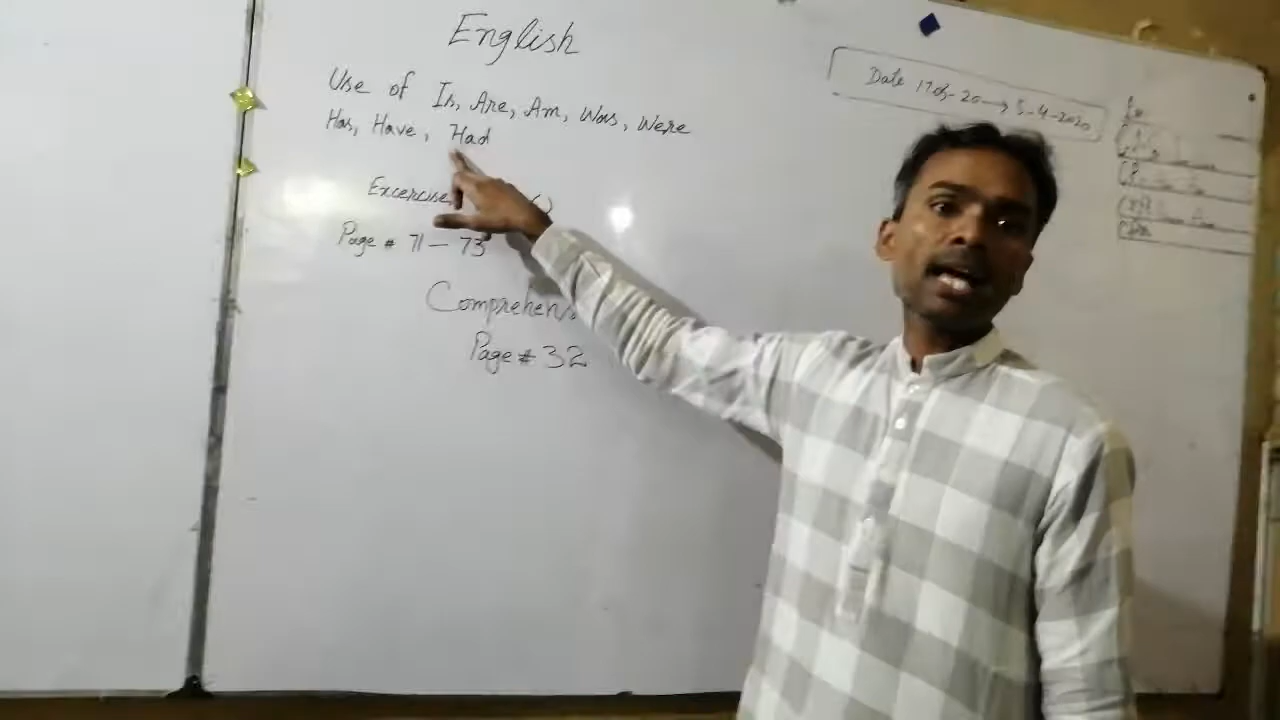 English
Use of Is, Are, Am, Was, Were
Has, Have, Had
Excercise
Page # 71 – 73
Page # 32
Date 17-03-20 → 5-4-2020